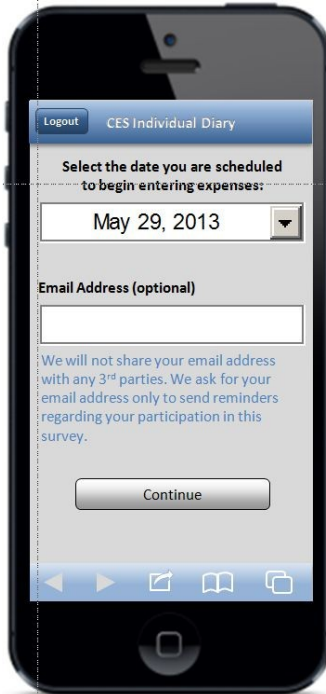 Logout
CES Individual Diary
Select the date you are scheduled
to begin entering expenses:
May 29, 2013
Email Address (optional)
We will not share your email address
with any 3rd parties. We ask for your
email address only to send reminders
regarding your participation in this
survey.
Continue